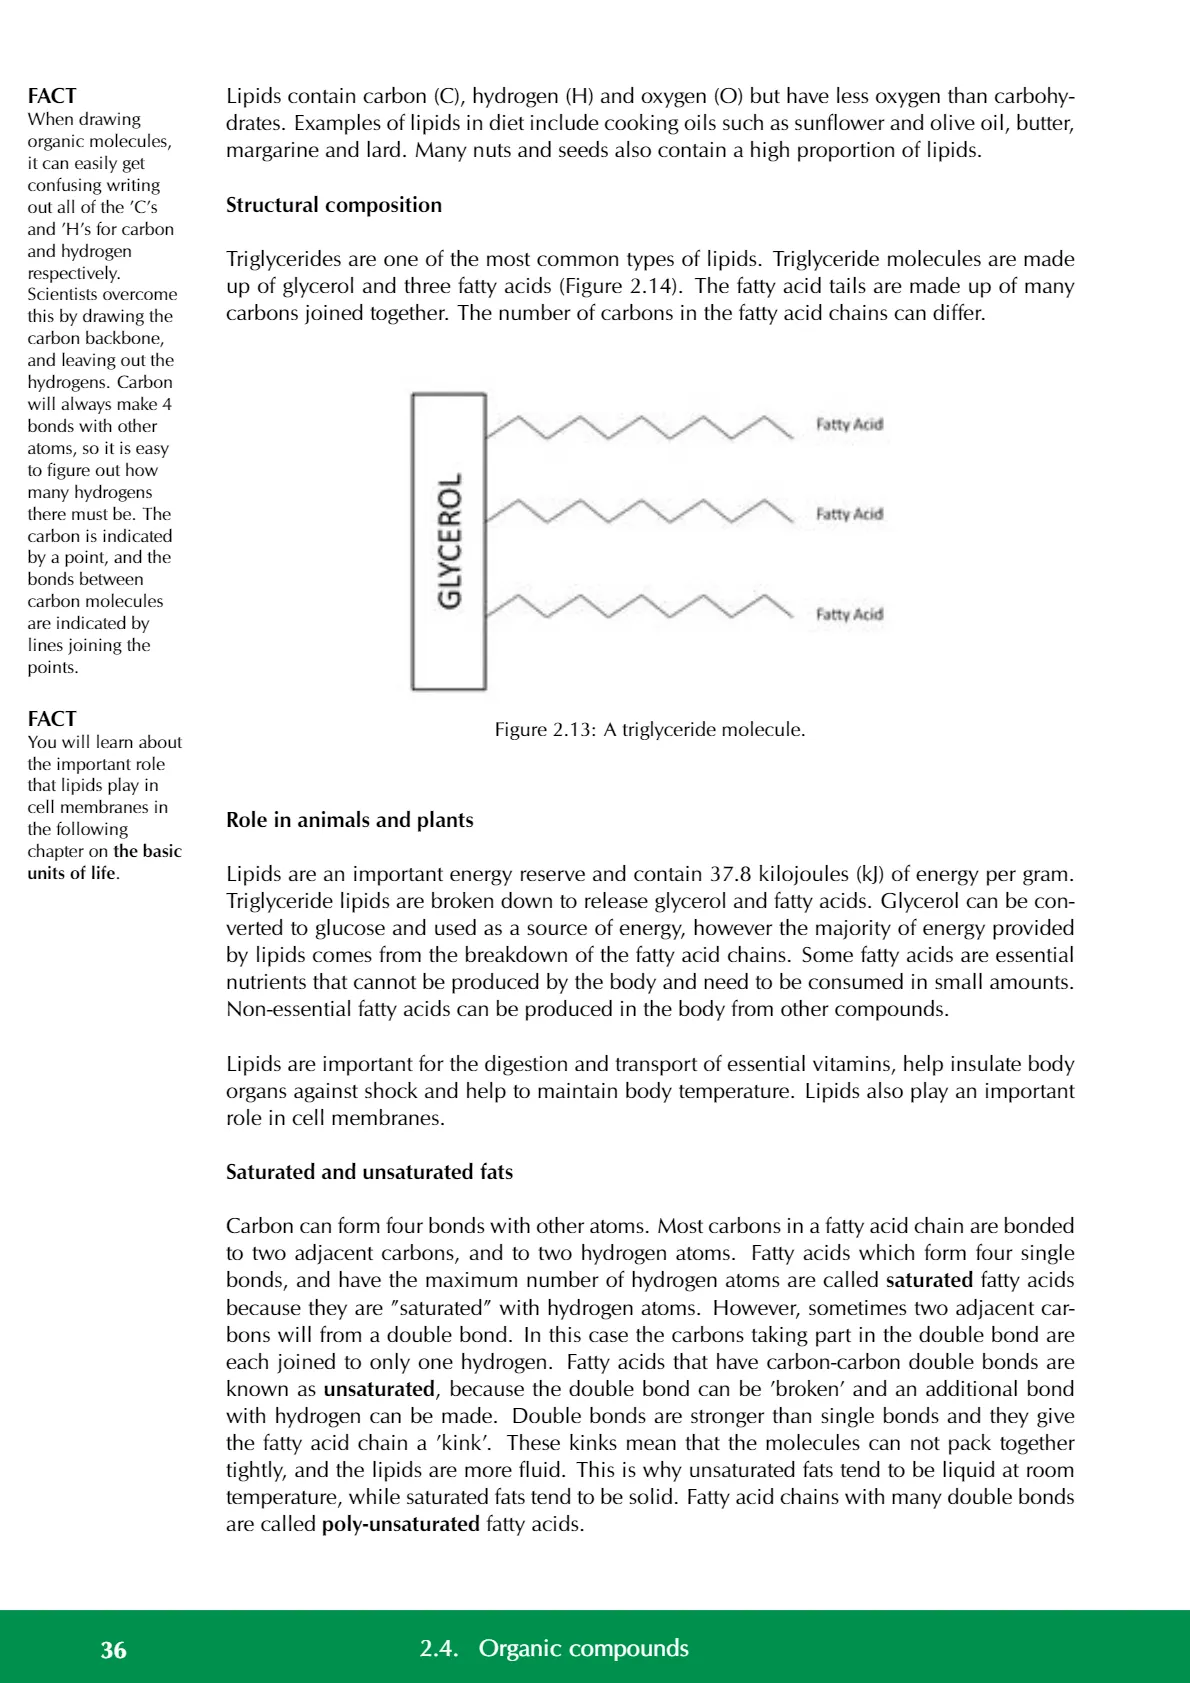 FACT
When drawing
organic molecules,
it can easily get
confusing writing
out all of the ’C’s
and ’H’s for carbon
and hydrogen
respectively.
Scientists overcome
this by drawing the
carbon backbone,
and leaving out the
hydrogens. Carbon
will always make 4
bonds with other
atoms, so it is easy
to figure out how
many hydrogens
there must be. The
carbon is indicated
by a point, and the
bonds between
carbon molecules
are indicated by
lines joining the
points.
FACT
You will learn about
the important role
that lipids play in
cell membranes in
the following
chapter on the basic
units of life.
Lipids contain carbon (C), hydrogen (H) and oxygen (O) but have less oxygen than carbohy-
drates. Examples of lipids in diet include cooking oils such as sunflower and olive oil, butter,
margarine and lard. Many nuts and seeds also contain a high proportion of lipids.
Structural composition
Triglycerides are one of the most common types of lipids. Triglyceride molecules are made
up of glycerol and three fatty acids (Figure 2.14). The fatty acid tails are made up of many
carbons joined together. The number of carbons in the fatty acid chains can differ.
GLYCEROL
Fatty Acid
Fatty Acid
Fatty Acid
Figure 2.13: A triglyceride molecule.
Role in animals and plants
Lipids are an important energy reserve and contain 37.8 kilojoules (kJ) of energy per gram.
Triglyceride lipids are broken down to release glycerol and fatty acids. Glycerol can be con-
verted to glucose and used as a source of energy, however the majority of energy provided
by lipids comes from the breakdown of the fatty acid chains. Some fatty acids are essential
nutrients that cannot be produced by the body and need to be consumed in small amounts.
Non-essential fatty acids can be produced in the body from other compounds.
Lipids are important for the digestion and transport of essential vitamins, help insulate body
organs against shock and help to maintain body temperature. Lipids also play an important
role in cell membranes.
Saturated and unsaturated fats
Carbon can form four bonds with other atoms. Most carbons in a fatty acid chain are bonded
to two adjacent carbons, and to two hydrogen atoms. Fatty acids which form four single
bonds, and have the maximum number of hydrogen atoms are called saturated fatty acids
because they are ″saturated″ with hydrogen atoms. However, sometimes two adjacent car-
bons will from a double bond. In this case the carbons taking part in the double bond are
each joined to only one hydrogen. Fatty acids that have carbon-carbon double bonds are
known as unsaturated, because the double bond can be ’broken’ and an additional bond
with hydrogen can be made. Double bonds are stronger than single bonds and they give
the fatty acid chain a ’kink’. These kinks mean that the molecules can not pack together
tightly, and the lipids are more fluid. This is why unsaturated fats tend to be liquid at room
temperature, while saturated fats tend to be solid. Fatty acid chains with many double bonds
are called poly-unsaturated fatty acids.
36
2.4. Organic compounds